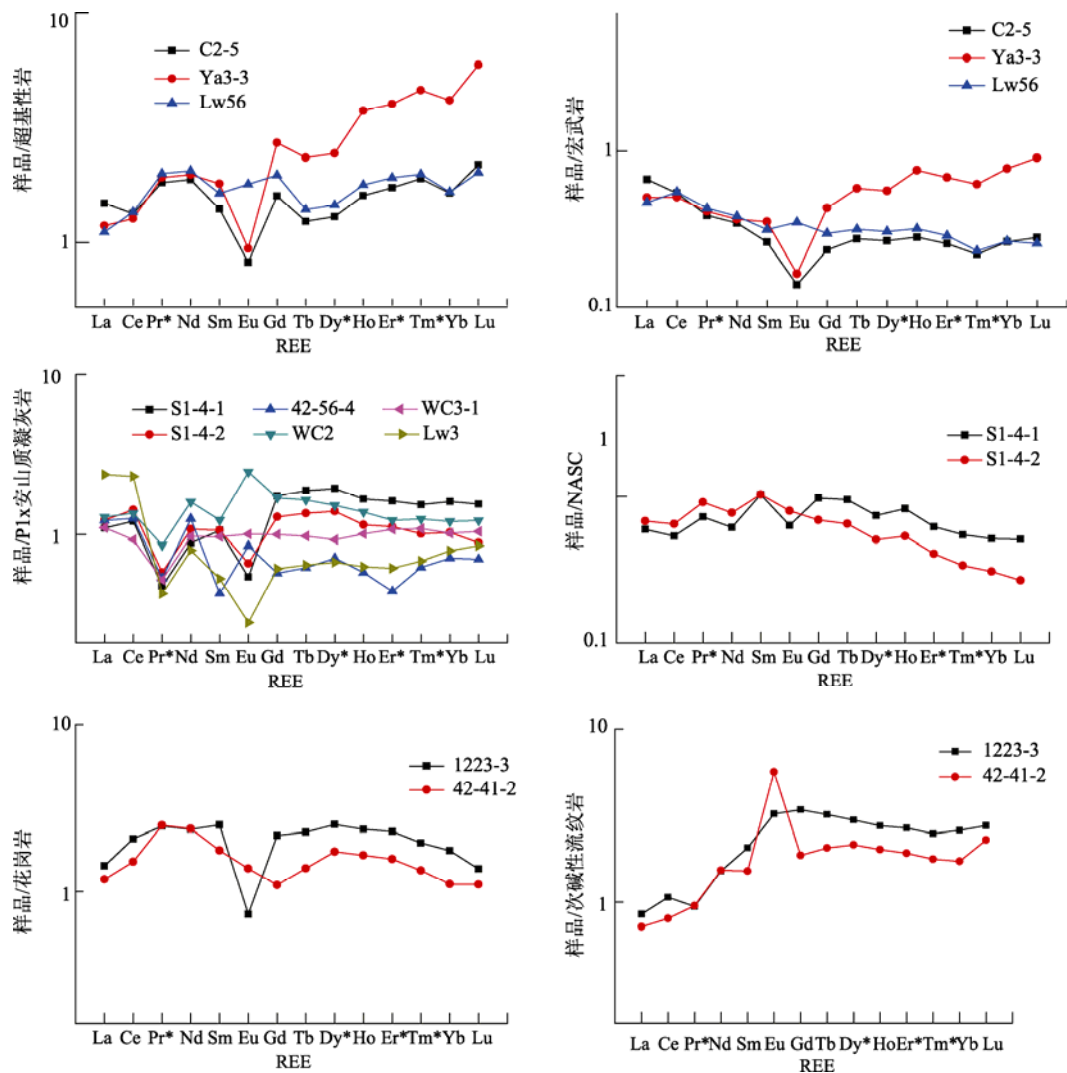 10
1
样品/超基性岩
C2-5
Ya3-3
Lw56
La Ce Pr* Nd Sm Eu Gd Tb Dy* Ho Er* Tm* Yb Lu
REE
1.0
0.1
样品/宏武岩
C2-5
Ya3-3
Lw56
La Ce Pr* Nd Sm Eu Gd Tb Dy* Ho Er* Tm* Yb Lu
REE
10
1.0
样品/P1x安山质凝灰岩
S1-4-1 42-56-4 WC3-1
S1-4-2 WC2 Lw3
La Ce Pr* Nd Sm Eu Gd Tb Dy* Ho Er* Tm* Yb Lu
REE
1
0.1
样品/NASC
S1-4-1
S1-4-2
La Ce Pr* Nd Sm Eu Gd Tb Dy* Ho Er* Tm* Yb Lu
REE
10
1
样品/花岗岩
1223-3
42-41-2
La Ce Pr* Nd Sm Eu Gd Tb Dy* Ho Er* Tm* Yb Lu
REE
10
1
样品/次碱性流纹岩
1223-3
42-41-2
La Ce Pr* Nd Sm Eu Gd Tb Dy* Ho Er* Tm* Yb Lu
REE